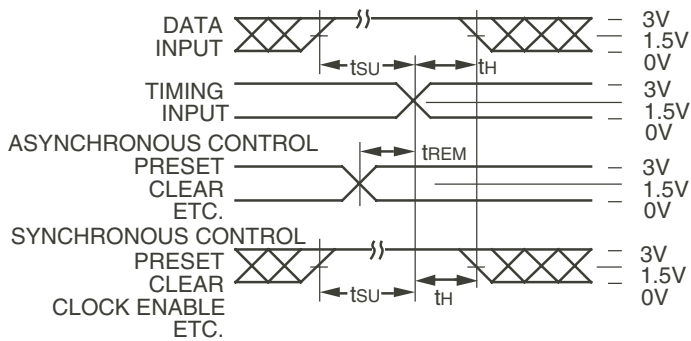 DATA
INPUT
3V
1.5V
0V
tSU
tH
TIMING
INPUT
3V
1.5V
0V
ASYNCHRONOUS CONTROL
PRESET
CLEAR
ETC.
tREM
3V
1.5V
0V
SYNCHRONOUS CONTROL
PRESET
CLEAR
CLOCK ENABLE
ETC.
tSU
tH
3V
1.5V
0V